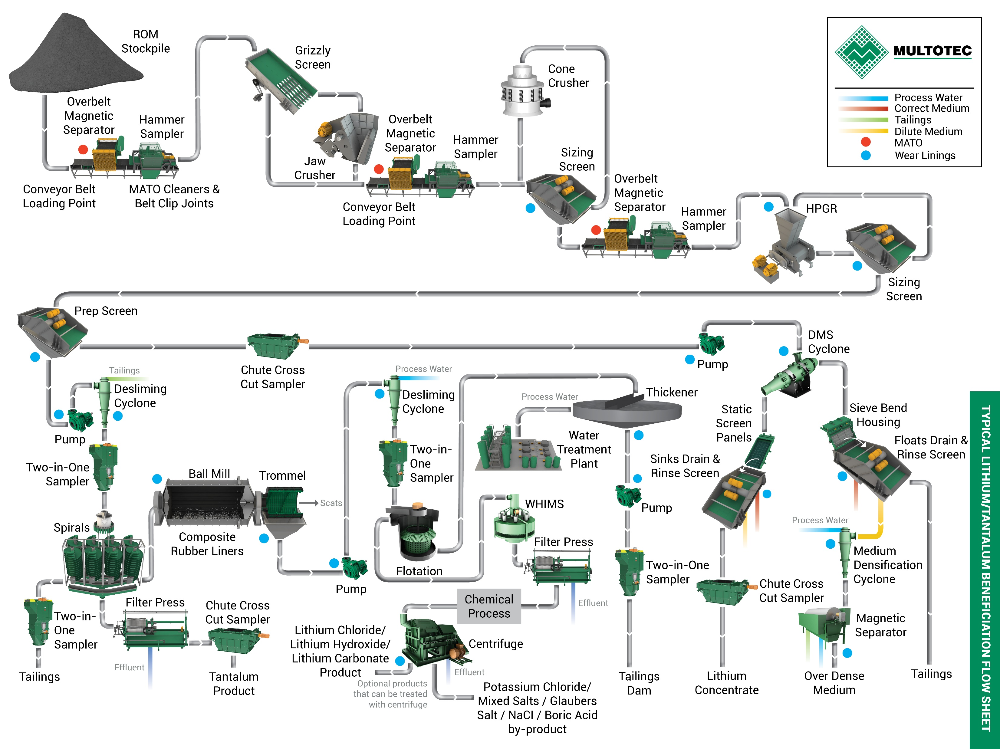 ROM
Stockpile
Grizzly
Screen
Cone
Crusher
MULTOTEC
Process Water
Correct Medium
Tailings
Dilute Medium
MATO
Wear Linings
Overbelt
Magnetic
Separator
Hammer
Sampler
Conveyor Belt
Loading Point
MATO Cleaners &
Belt Clip Joints
Jaw
Crusher
Overbelt
Magnetic
Separator
Hammer
Sampler
Conveyor Belt
Loading Point
Sizing
Screen
Overbelt
Magnetic
Separator
Hammer
Sampler
HPGR
Sizing
Screen
Prep Screen
Chute Cross
Cut Sampler
Pump
DMS
Cyclone
Tailings
Desliming
Cyclone
Pump
Two-in-One
Sampler
Spirals
Ball Mill
Composite
Rubber Liners
Trommel
Scats
Pump
Process Water
Desliming
Cyclone
Two-in-
One
Sampler
Flotation
Thickener
Process Water
Water
Treatment
Plant
WHIMS
Filter Press
Effluent
Chemical
Process
Centrifuge
Effluent
Lithium Chloride/
Lithium Hydroxide/
Lithium Carbonate
Product
Optional products
that can be treated
with centrifuge
Potassium Chloride/
Mixed Salts / Glaubers
Salt / NaCI / Boric Acid
by-product
Pump
Two-in-One
Sampler
Tailings
Dam
Static
Screen
Panels
Sinks Drain &
Rinse Screen
Chute Cross
Cut Sampler
Lithium
Concentrate
Sieve Bend
Housing
Floats Drain &
Rinse Screen
Process Water
Medium
Densification
Cyclone
Magnetic
Separator
Over Dense
Medium
Tailings
Two-in-
One
Sampler
Tailings
Filter Press
Effluent
Chute Cross
Cut Sampler
Tantalum
Product
TYPICAL LITHIUM/TANTALUM BENEFICIATION FLOW SHEET